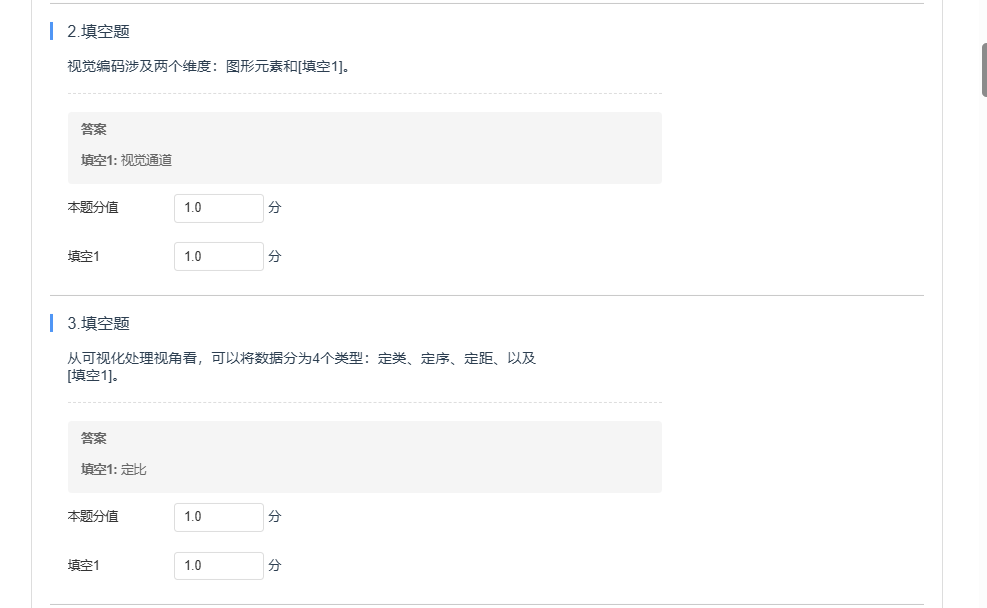 2.填空题
视觉编码涉及两个维度：图形元素和[填空1]。
答案
填空1: 视觉通道
本题分值 1.0 分
填空1 1.0 分
3.填空题
从可视化处理视角看，可以将数据分为4个类型：定类、定序、定距、以及
[填空1]。
答案
填空1: 定比
本题分值 1.0 分
填空1 1.0 分